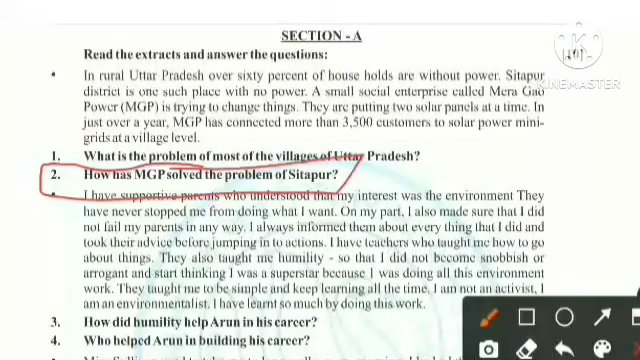 SECTION - A
Read the extracts and answer the questions:
[10]
KINEMASTER
• In rural Uttar Pradesh over sixty percent of house holds are without power. Sitapur
district is one such place with no power. A small social enterprise called Mera Gao
Power (MGP) is trying to change things. They are putting two solar panels at a time. In
just over a year, MGP has connected more than 3,500 customers to solar power mini-
grids at a village level.
1. What is the problem of most of the villages of Uttar Pradesh?
2. How has MGP solved the problem of Sitapur?
• I have supportive parents who understood that my interest was the environment They
have never stopped me from doing what I want. On my part, I also made sure that I did
not fail my parents in any way. I always informed them about every thing that I did and
took their advice before jumping in to actions. I have teachers who taught me how to go
about things. They also taught me humility - so that I did not become snobbish or
arrogant and start thinking I was a superstar because I was doing all this environment
work. They taught me to be simple and keep learning all the time. I am not an activist, I
am an environmentalist. I have learnt so much by doing this work.
3. How did humility help Arun in his career?
4. Who helped Arun in building his career?